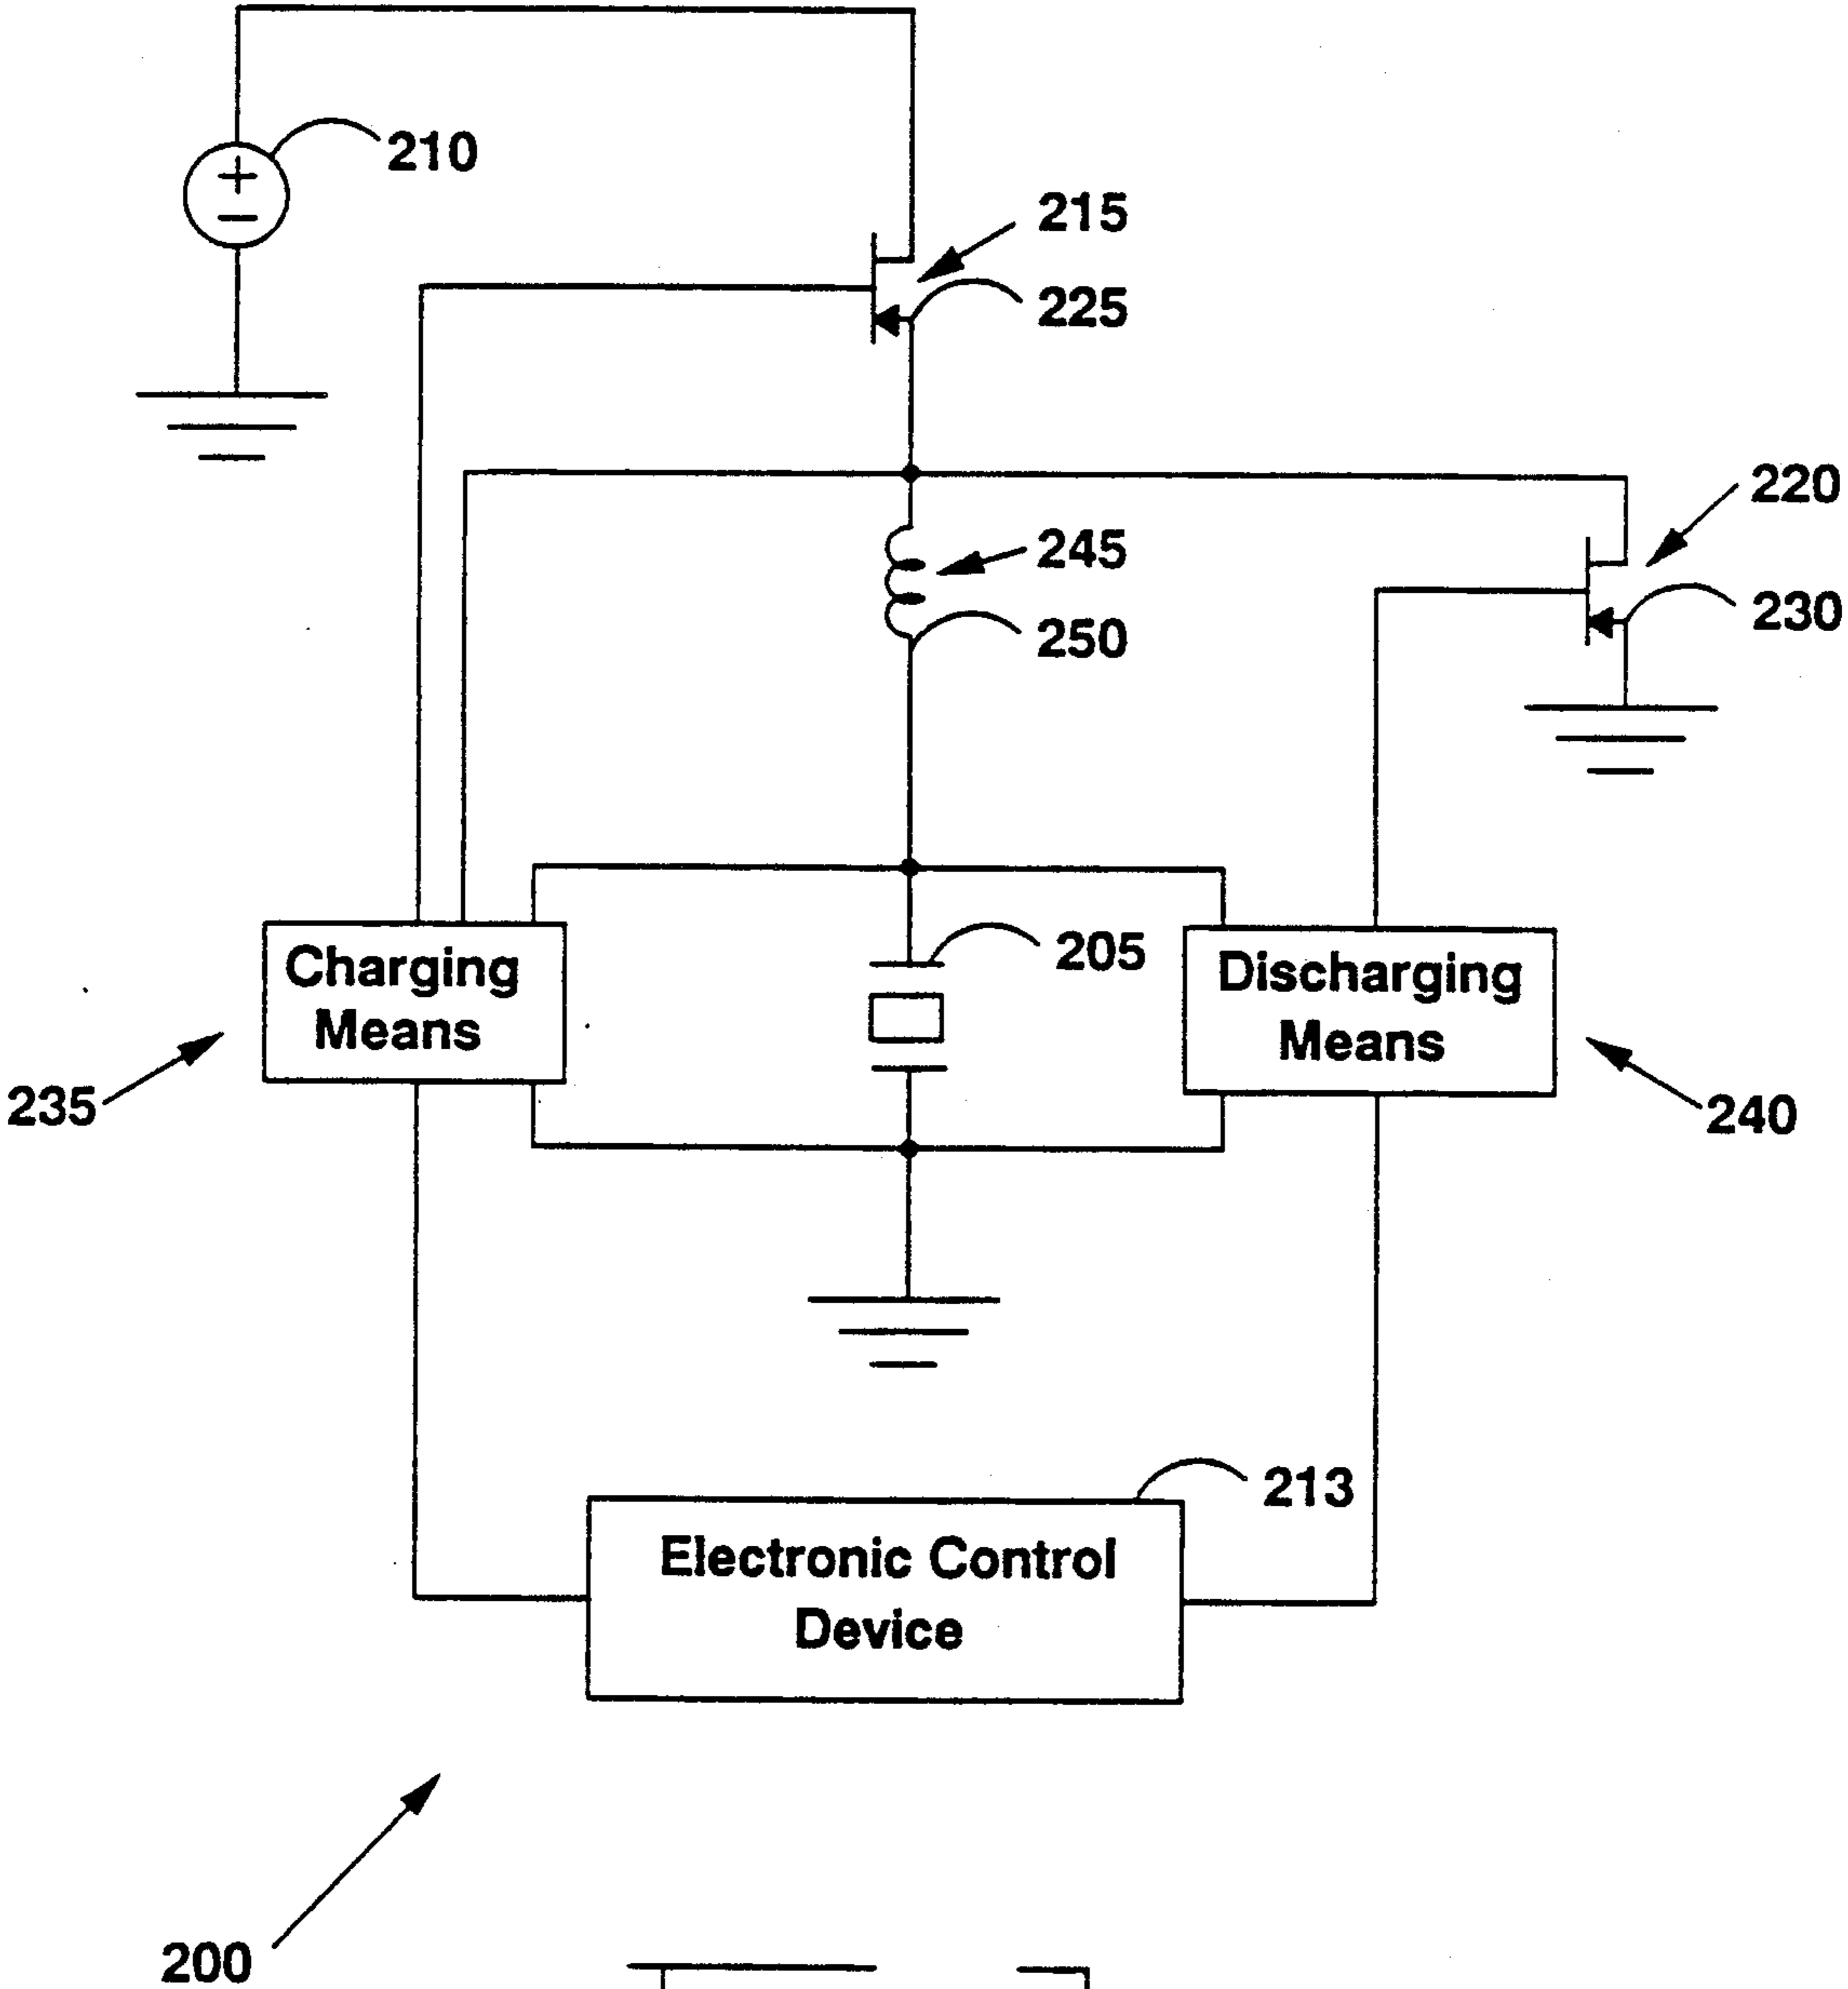 210
215
225
220
245
230
250
205
Charging
Means
Discharging
Means
235
240
213
Electronic Control
Device
200